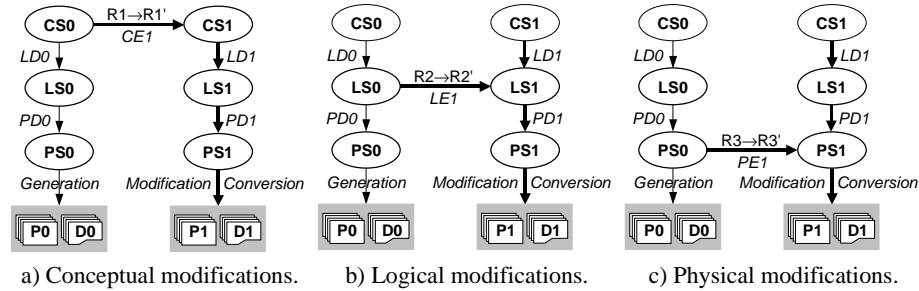 CS0 R1→R1' CE1 CS1
LD0 LD1
LS0 LS1
PD0 PD1
PS0 PS1
Generation Modification Conversion
P0 D0 P1 D1
a) Conceptual modifications.
CS0 CS1
LD0 LD1
LS0 R2→R2' LE1 LS1
PD0 PD1
PS0 PS1
Generation Modification Conversion
P0 D0 P1 D1
b) Logical modifications.
CS0 CS1
LD0 LD1
LS0 LS1
PD0 PD1
PS0 R3→R3' PE1 PS1
Generation Modification Conversion
P0 D0 P1 D1
c) Physical modifications.